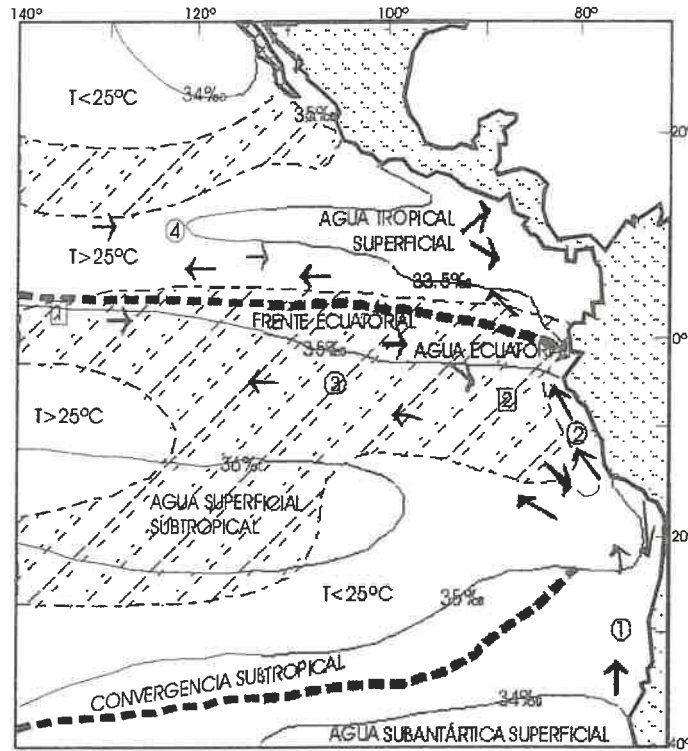 140° 120° 100° 80°
T<25°C
34‰
35‰
20°
AGUA TROPICAL
SUPERFICIAL
4
T>25°C
33.5‰
1
FRENTE ECUATORIAL
0°
35‰
AGUA ECUATORIAL
3
2
T>25°C
2
36‰
AGUA SUPERFICIAL
SUBTROPICAL
20°
T<25°C
35‰
1
CONVERGENCIA SUBTROPICAL
34‰
AGUA SUBANTÁRTICA SUPERFICIAL
40°